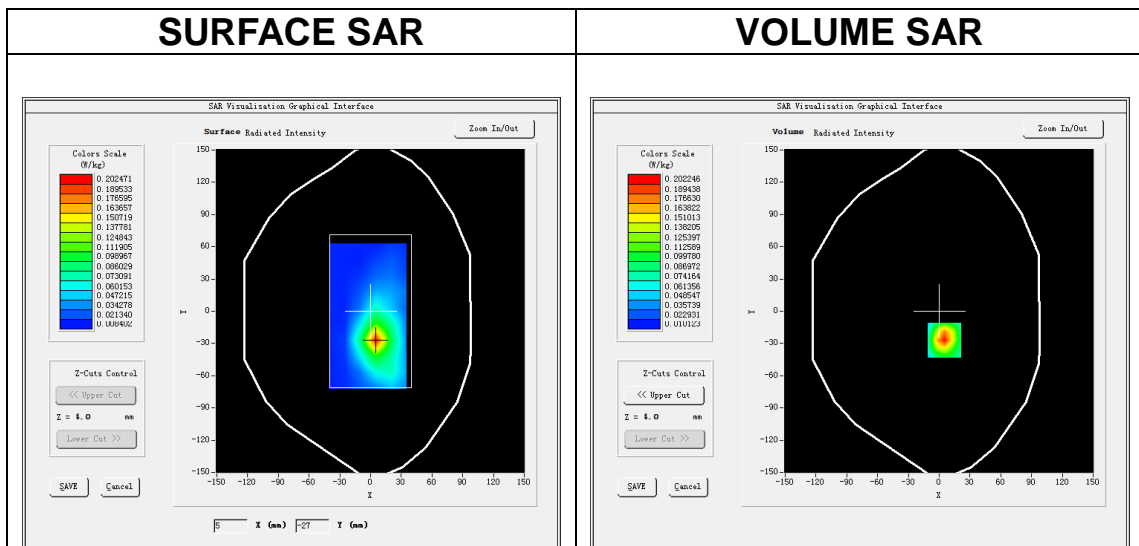 SURFACE SAR
SAR Visualisation Graphical Interface
Surface Radiated Intensity
Zoom In/Out
Colors Scale
(W/kg)
0.202471
0.189533
0.176595
0.163657
0.150719
0.137781
0.124843
0.111905
0.098967
0.086029
0.073091
0.060153
0.047215
0.034278
0.021340
0.008402
Z-Cuts Control
<< Upper Cut
Z = 4.0 mm
Lower Cut >>
SAVE Cancel
150
120
90
60
30
0
-30
-60
-90
-120
-150
Y
-150 -120 -90 -60 -30 0 30 60 90 120 150
X
5 X (mm) -27 Y (mm)
VOLUME SAR
SAR Visualisation Graphical Interface
Volume Radiated Intensity
Zoom In/Out
Colors Scale
(W/kg)
0.202246
0.189438
0.176630
0.163822
0.151013
0.138205
0.125397
0.112589
0.099780
0.086972
0.074164
0.061356
0.048547
0.035739
0.022931
0.010123
Z-Cuts Control
<< Upper Cut
Z = 4.0 mm
Lower Cut >>
SAVE Cancel
150
120
90
60
30
0
-30
-60
-90
-120
-150
Y
-150 -120 -90 -60 -30 0 30 60 90 120 150
X